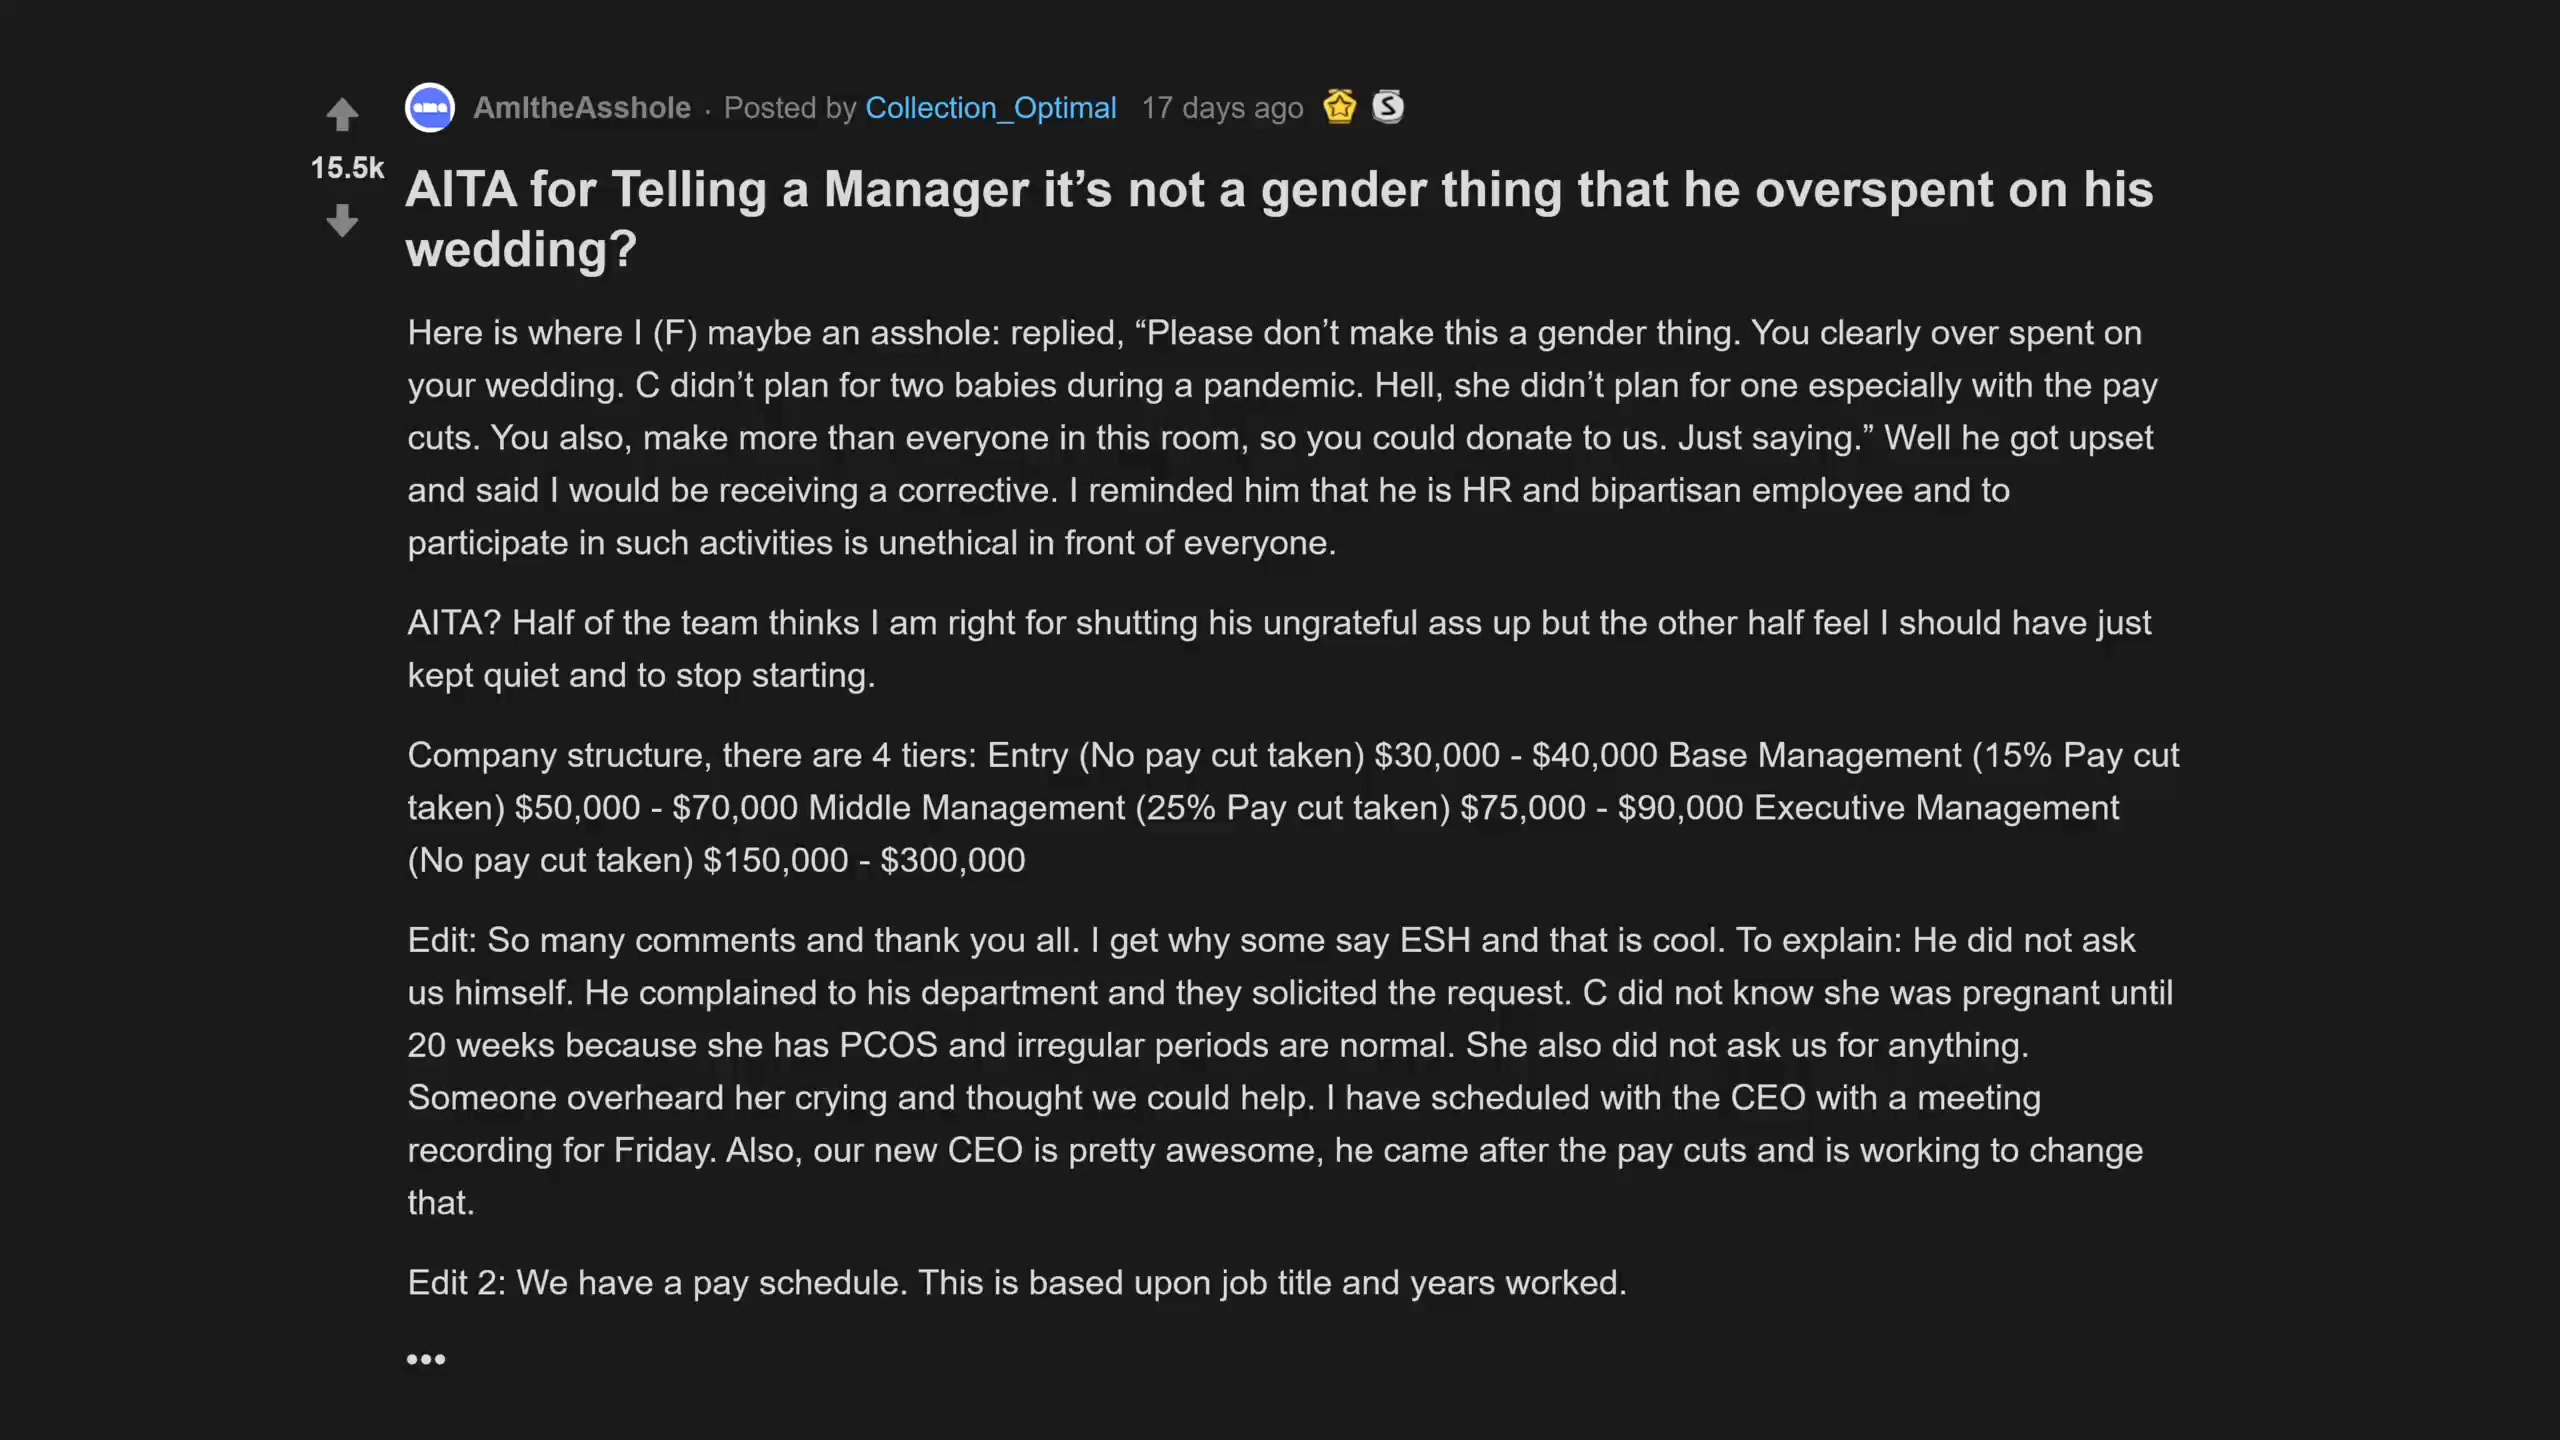 AmItheAsshole · Posted by Collection_Optimal 17 days ago
15.5k
AITA for Telling a Manager it’s not a gender thing that he overspent on his
wedding?
Here is where I (F) maybe an asshole: replied, “Please don’t make this a gender thing. You clearly over spent on
your wedding. C didn’t plan for two babies during a pandemic. Hell, she didn’t plan for one especially with the pay
cuts. You also, make more than everyone in this room, so you could donate to us. Just saying.” Well he got upset
and said I would be receiving a corrective. I reminded him that he is HR and bipartisan employee and to
participate in such activities is unethical in front of everyone.
AITA? Half of the team thinks I am right for shutting his ungrateful ass up but the other half feel I should have just
kept quiet and to stop starting.
Company structure, there are 4 tiers: Entry (No pay cut taken) $30,000 - $40,000 Base Management (15% Pay cut
taken) $50,000 - $70,000 Middle Management (25% Pay cut taken) $75,000 - $90,000 Executive Management
(No pay cut taken) $150,000 - $300,000
Edit: So many comments and thank you all. I get why some say ESH and that is cool. To explain: He did not ask
us himself. He complained to his department and they solicited the request. C did not know she was pregnant until
20 weeks because she has PCOS and irregular periods are normal. She also did not ask us for anything.
Someone overheard her crying and thought we could help. I have scheduled with the CEO with a meeting
recording for Friday. Also, our new CEO is pretty awesome, he came after the pay cuts and is working to change
that.
Edit 2: We have a pay schedule. This is based upon job title and years worked.
•••